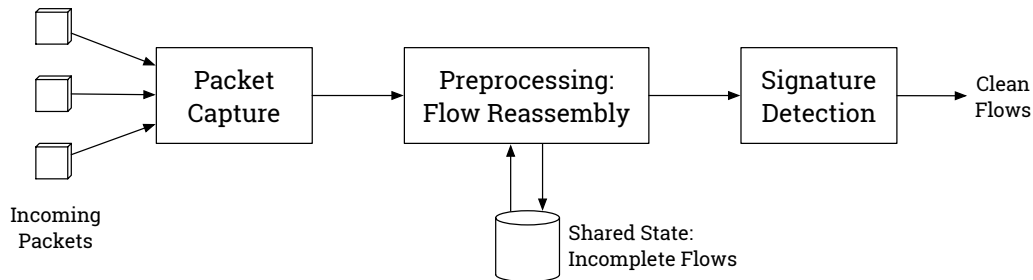 Incoming
Packets
Packet
Capture
Preprocessing:
Flow Reassembly
Shared State:
Incomplete Flows
Signature
Detection
Clean
Flows